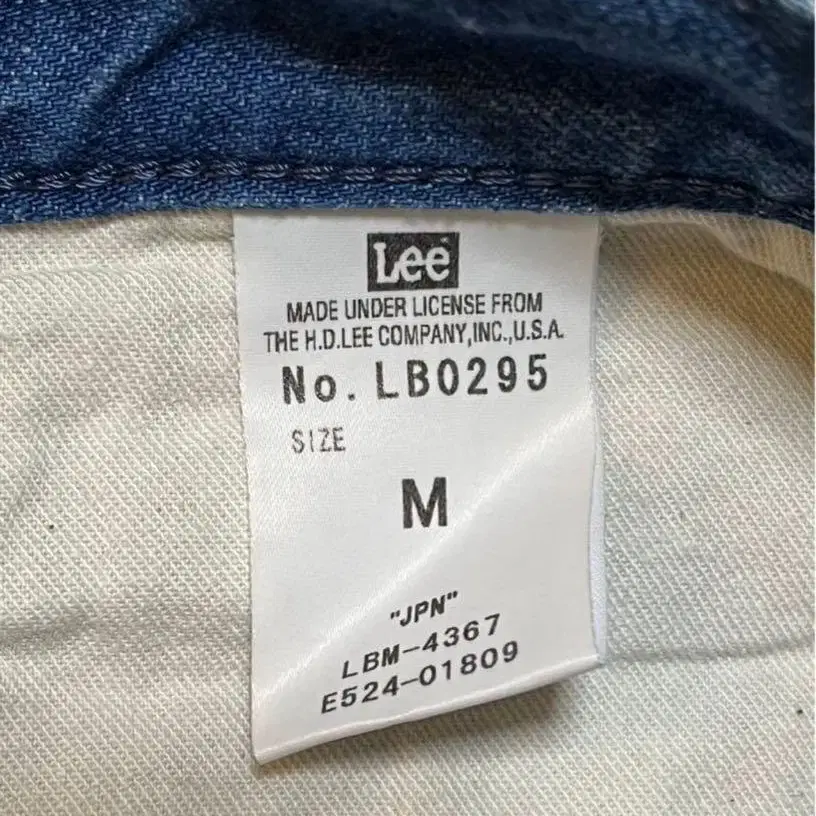 Lee
MADE UNDER LICENSE FROM
THE H.D.LEE COMPANY,INC.,U.S.A.
No. LB0295
SIZE
M
"JPN"
LBM-4367
E524-01809